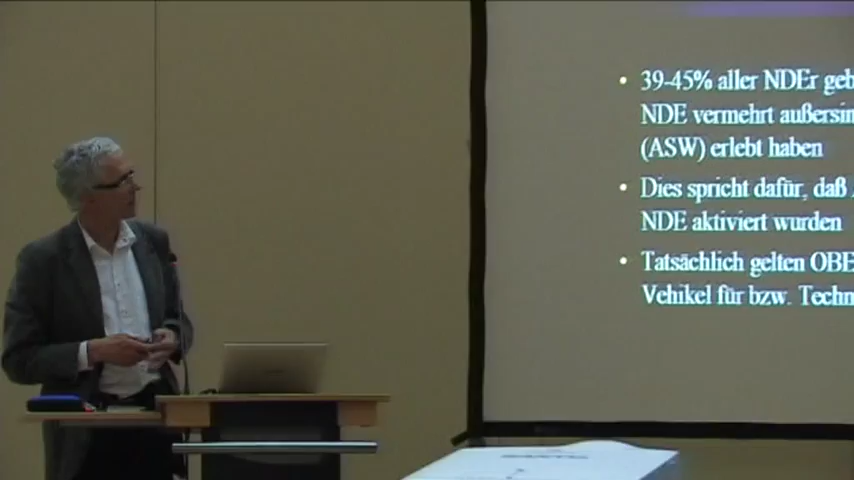 • 39-45% aller NDEr geb
NDE vermehrt außersin
(ASW) erlebt haben
• Dies spricht dafür, daß
NDE aktiviert wurden
• Tatsächlich gelten OBE
Vehikel für bzw. Techn